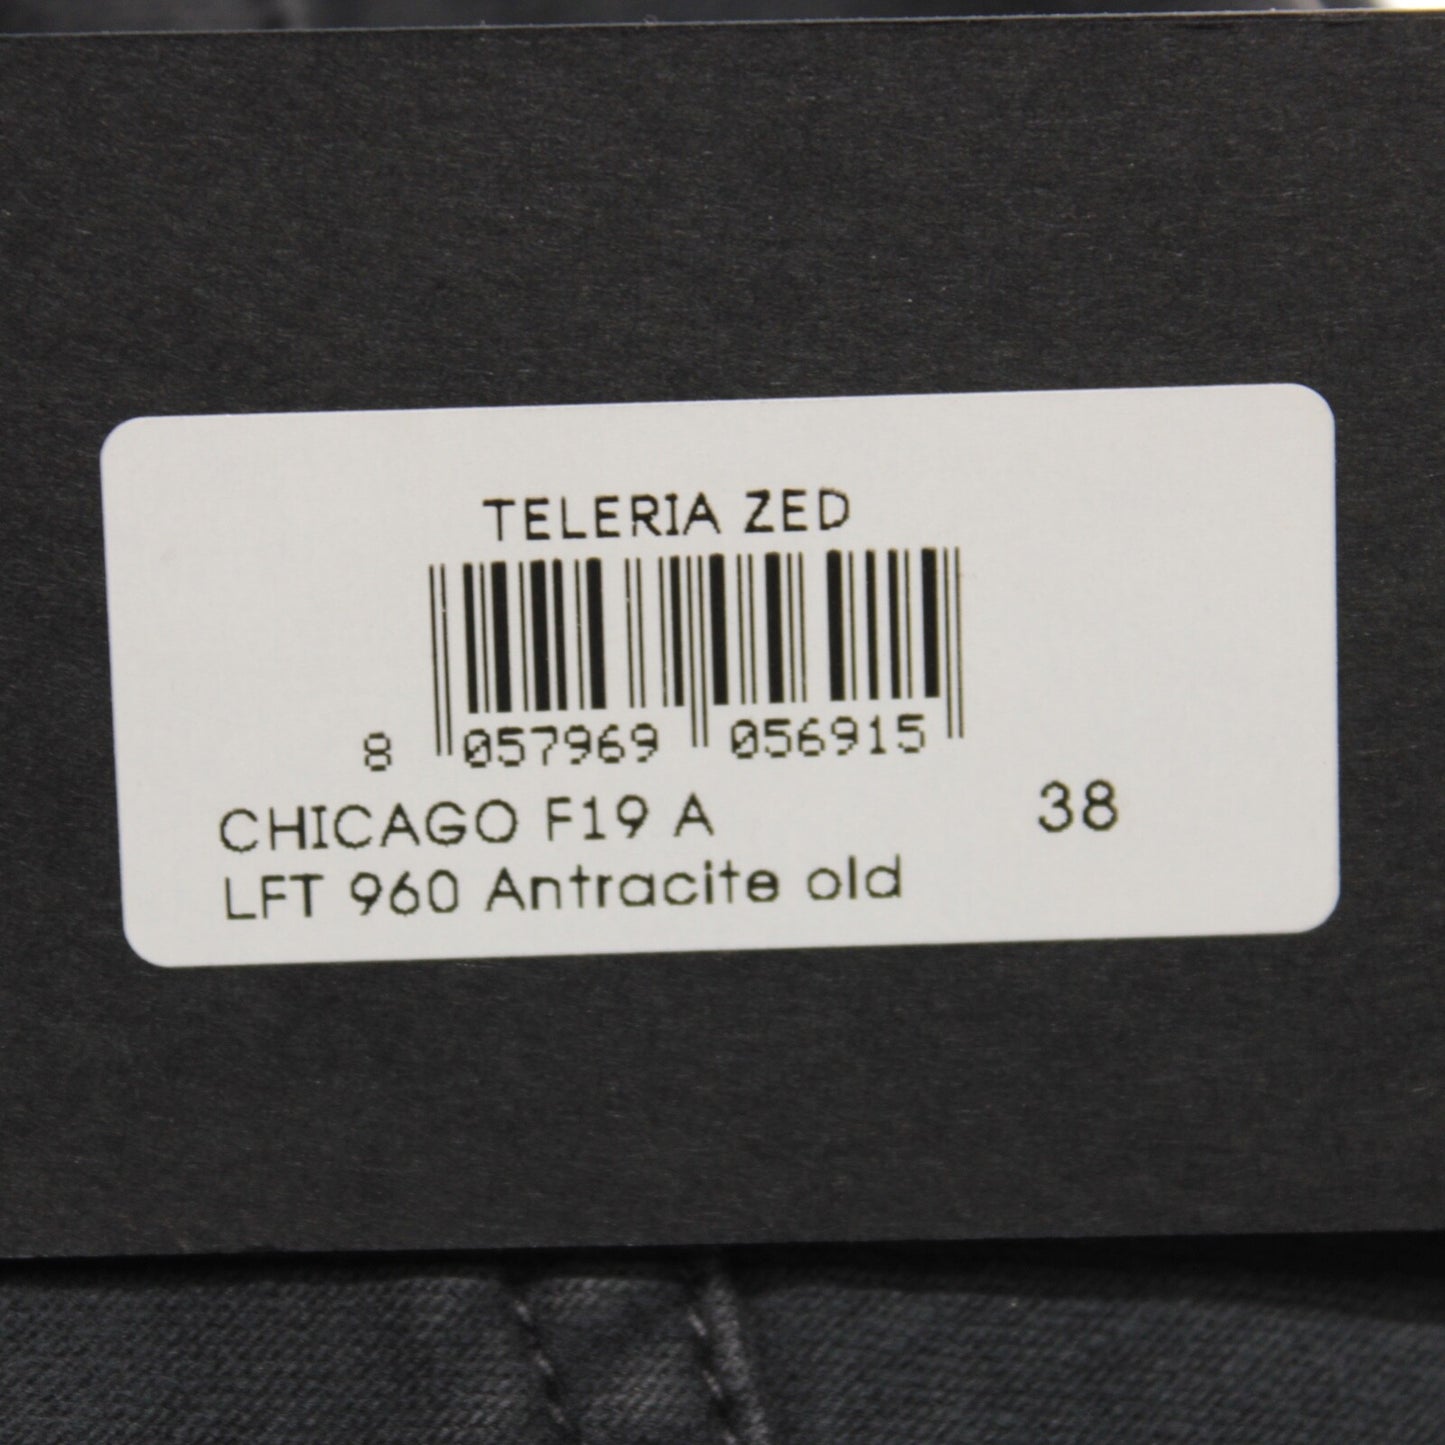 TELERIA ZED
8 057969 056915
CHICAGO F19 A 38
LFT 960 Antracite old